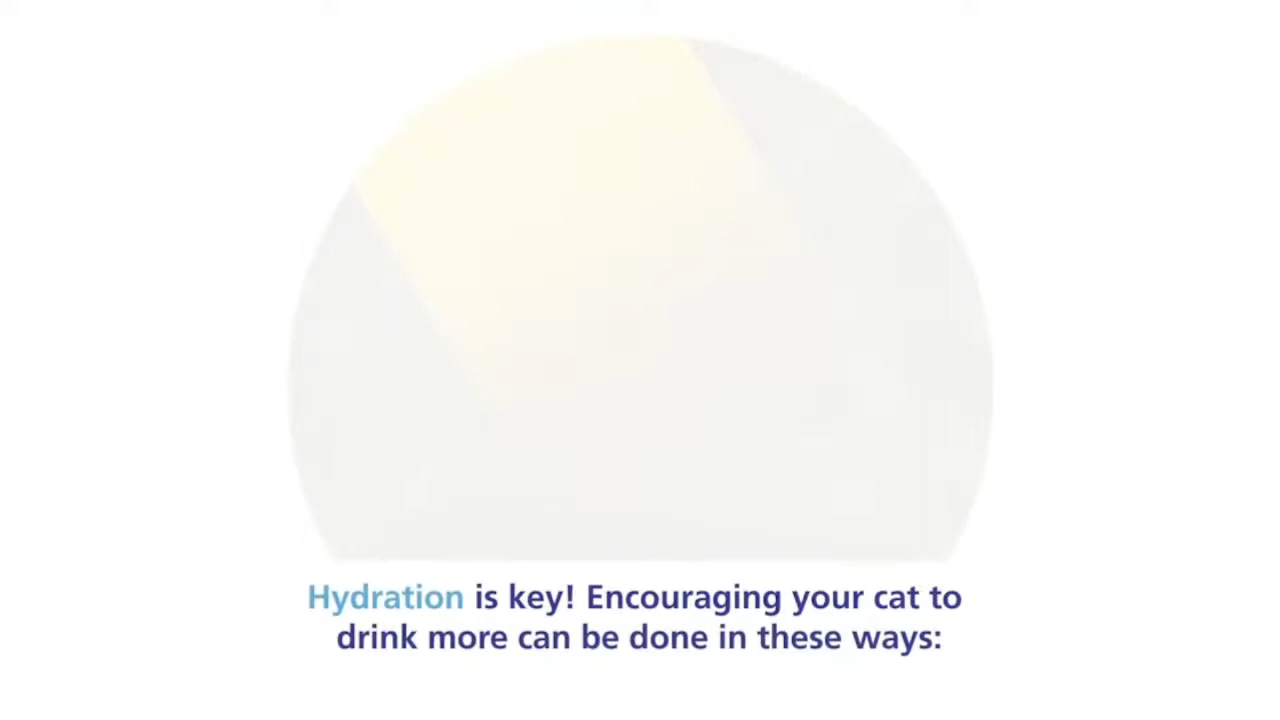 Hydration is key! Encouraging your cat to
drink more can be done in these ways: